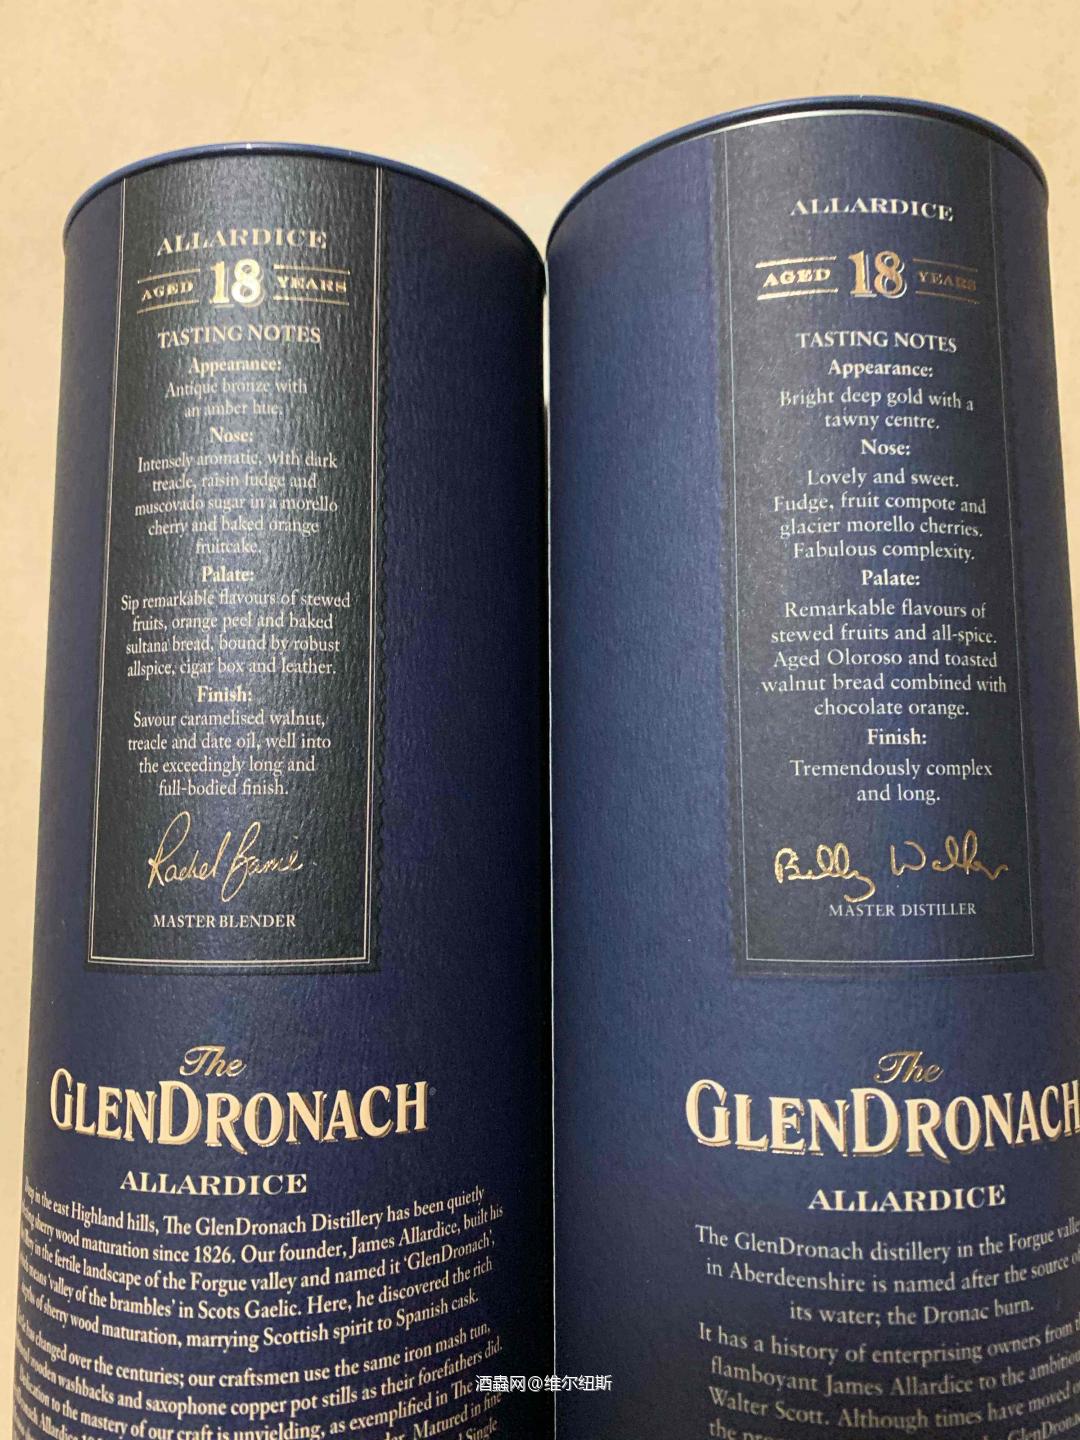 ALLARDICE
AGED 18 YEARS
TASTING NOTES
Appearance:
Antique bronze with
an amber hue.
Nose:
Intensely aromatic, with dark
treacle, raisin fudge and
muscovado sugar in a morello
cherry and baked orange
fruitcake.
Palate:
Sip remarkable flavours of stewed
fruits, orange peel and baked
sultana bread, bound by robust
allspice, cigar box and leather.
Finish:
Savour caramelised walnut,
treacle and date oil, well into
the exceedingly long and
full-bodied finish.
Rachel Barrie
MASTER BLENDER
The
GLENDRONACH
ALLARDICE
in the east Highland hills, The GlenDronach Distillery has been quietly
sherry wood maturation since 1826. Our founder, James Allardice, built his
in the fertile landscape of the Forgue valley and named it 'GlenDronach',
means 'valley of the brambles' in Scots Gaelic. Here, he discovered the rich
of sherry wood maturation, marrying Scottish spirit to Spanish cask.
has changed over the centuries; our craftsmen use the same iron mash tun,
wooden washbacks and saxophone copper pot stills as their forefathers did.
to the mastery of our craft is unyielding, as exemplified in The
Allardice
Matured in fine
Single
ALLARDICE
AGED 18 YEARS
TASTING NOTES
Appearance:
Bright deep gold with a
tawny centre.
Nose:
Lovely and sweet.
Fudge, fruit compote and
glacier morello cherries.
Fabulous complexity.
Palate:
Remarkable flavours of
stewed fruits and all-spice.
Aged Oloroso and toasted
walnut bread combined with
chocolate orange.
Finish:
Tremendously complex
and long.
Billy Walker
MASTER DISTILLER
The
GLENDRONACH
ALLARDICE
The GlenDronach distillery in the Forgue
in Aberdeenshire is named after the source
its water; the Dronac burn.
It has a history of enterprising owners from
flamboyant James Allardice to the
Walter Scott. Although times have moved
the
酒蟲网@维尔纽斯